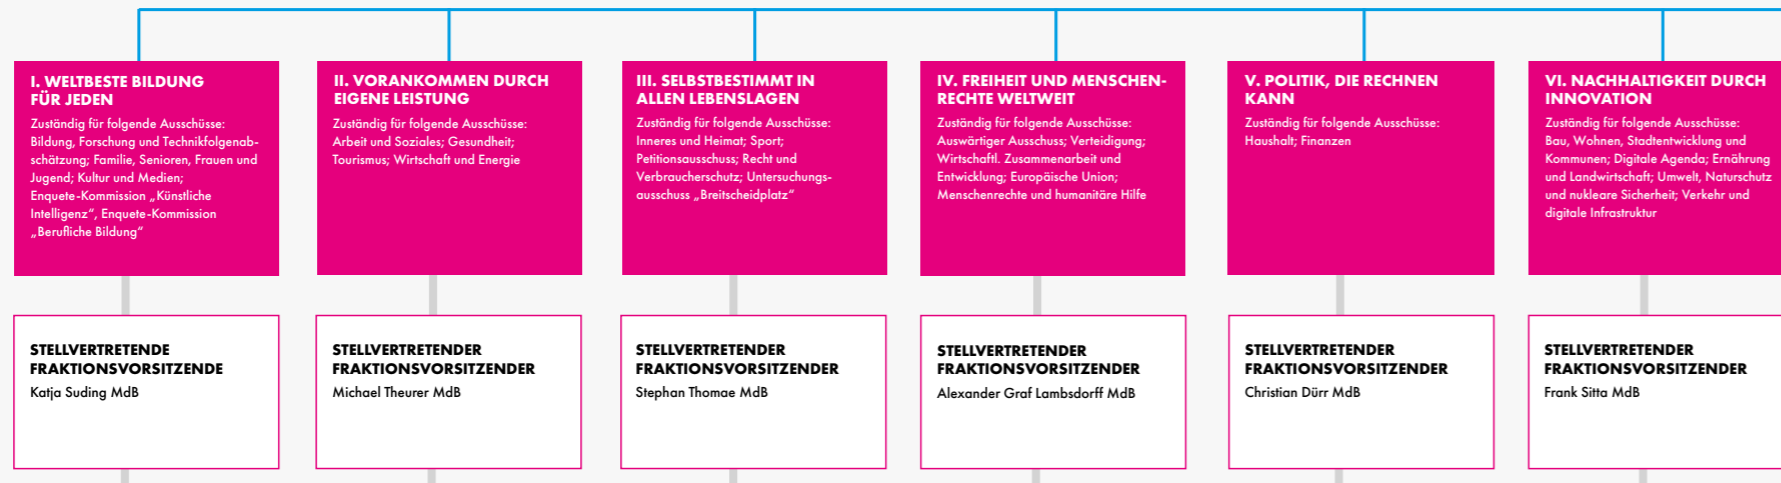 I. WELTBESTE BILDUNG
FÜR JEDEN
Zuständig für folgende Ausschüsse:
Bildung, Forschung und Technikfolgenab-
schätzung; Familie, Senioren, Frauen und
Jugend; Kultur und Medien;
Enquete-Kommission „Künstliche
Intelligenz“, Enquete-Kommission
„Berufliche Bildung“
STELLVERTRETENDE
FRAKTIONSVORSITZENDE
Katja Suding MdB
II. VORANKOMMEN DURCH
EIGENE LEISTUNG
Zuständig für folgende Ausschüsse:
Arbeit und Soziales; Gesundheit;
Tourismus; Wirtschaft und Energie
STELLVERTRETENDER
FRAKTIONSVORSITZENDER
Michael Theurer MdB
III. SELBSTBESTIMMT IN
ALLEN LEBENSLAGEN
Zuständig für folgende Ausschüsse:
Inneres und Heimat; Sport;
Petitionsausschuss; Recht und
Verbraucherschutz; Untersuchungs-
ausschuss „Breitscheidplatz“
STELLVERTRETENDER
FRAKTIONSVORSITZENDER
Stephan Thomae MdB
IV. FREIHEIT UND MENSCHEN-
RECHTE WELTWEIT
Zuständig für folgende Ausschüsse:
Auswärtiger Ausschuss; Verteidigung;
Wirtschaftl. Zusammenarbeit und
Entwicklung; Europäische Union;
Menschenrechte und humanitäre Hilfe
STELLVERTRETENDER
FRAKTIONSVORSITZENDER
Alexander Graf Lambsdorff MdB
V. POLITIK, DIE RECHNEN
KANN
Zuständig für folgende Ausschüsse:
Haushalt; Finanzen
STELLVERTRETENDER
FRAKTIONSVORSITZENDER
Christian Dürr MdB
VI. NACHHALTIGKEIT DURCH
INNOVATION
Zuständig für folgende Ausschüsse:
Bau, Wohnen, Stadtentwicklung und
Kommunen; Digitale Agenda; Ernährung
und Landwirtschaft; Umwelt, Naturschutz
und nukleare Sicherheit; Verkehr und
digitale Infrastruktur
STELLVERTRETENDER
FRAKTIONSVORSITZENDER
Frank Sitta MdB